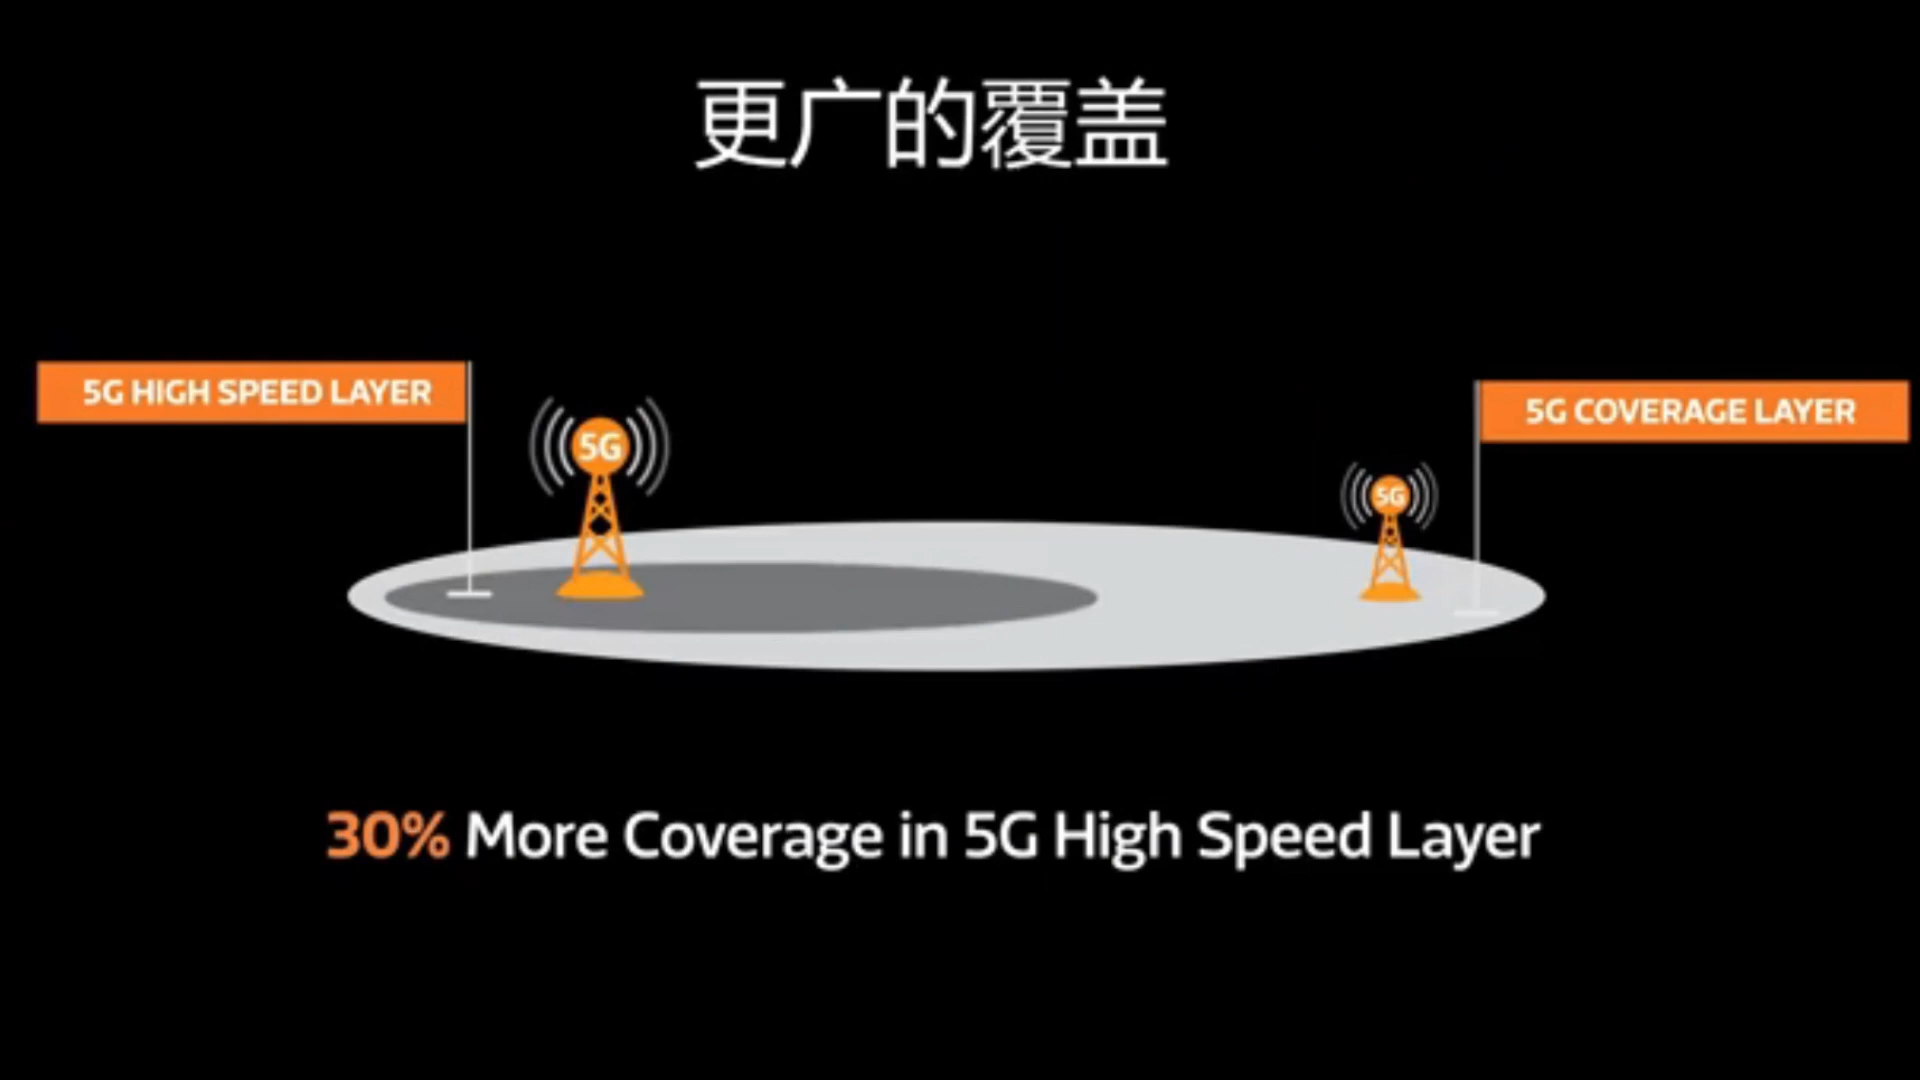 更广的覆盖
5G HIGH SPEED LAYER
5G COVERAGE LAYER
5G
5G
30% More Coverage in 5G High Speed Layer